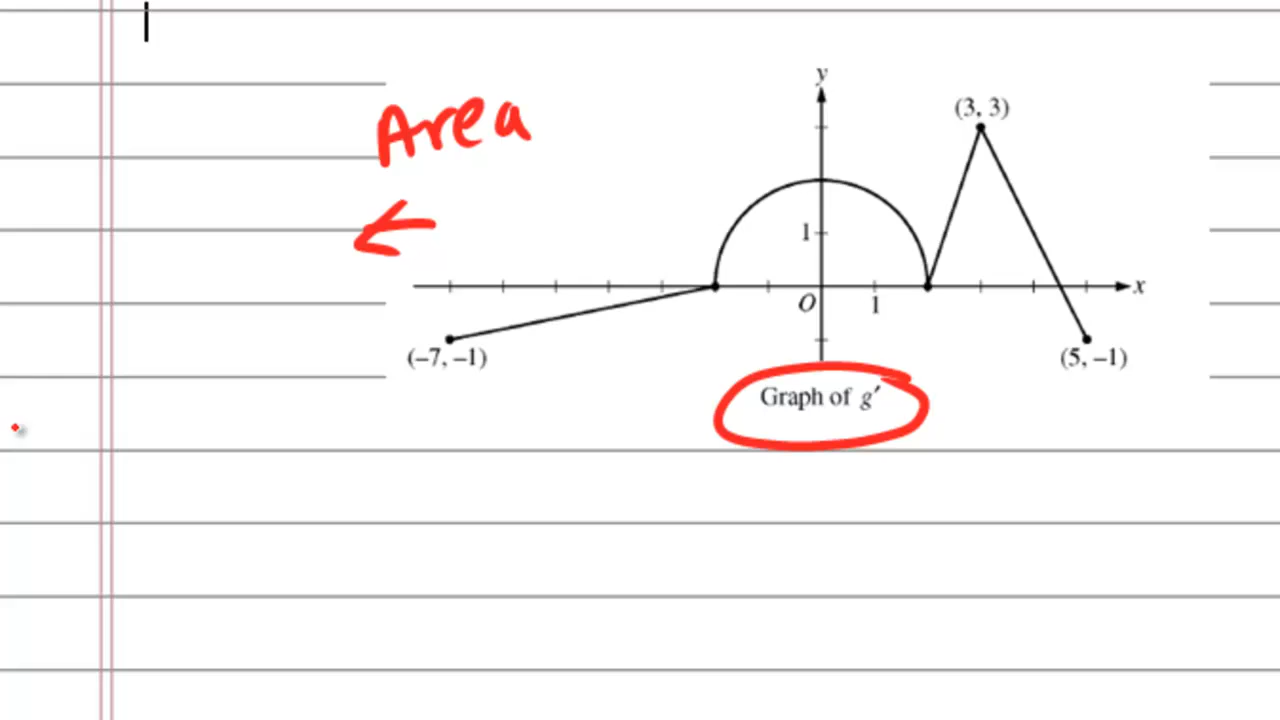 y
(3, 3)
Area
1
O
1
x
(–7, –1)
(5, –1)
Graph of g′